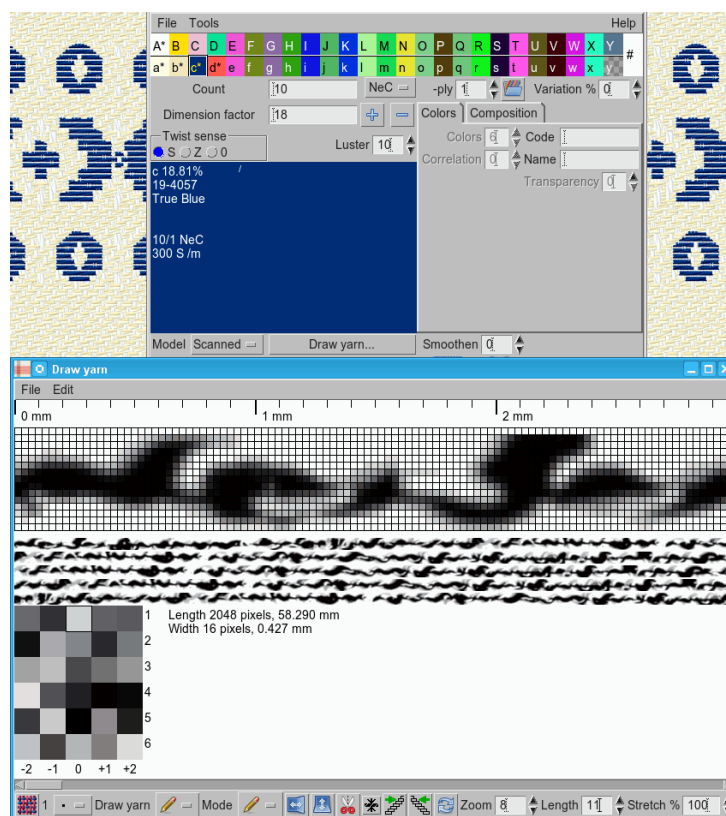 File Tools Help
A* B C D E F G H I J K L M N O P Q R S T U V W X Y #
a* b* c* d* e f g h i j k l m n o p q r s t u v w x y
Count 10 NeC -ply 1 Variation % 0
Dimension factor 18 Colors Composition
Twist sense Luster 10 Colors 6 Code
S Z 0 Correlation 0 Name
Transparency 0
c 18.81% /
19-4057
True Blue
10/1 NeC
300 S /m
Model Scanned Draw yarn... Smoothen 0
Draw yarn
File Edit
0 mm 1 mm 2 mm
1 Length 2048 pixels, 58.290 mm
Width 16 pixels, 0.427 mm
2
3
4
5
6
-2 -1 0 +1 +2
1 Draw yarn Mode Zoom 8 Length 11 Stretch % 100